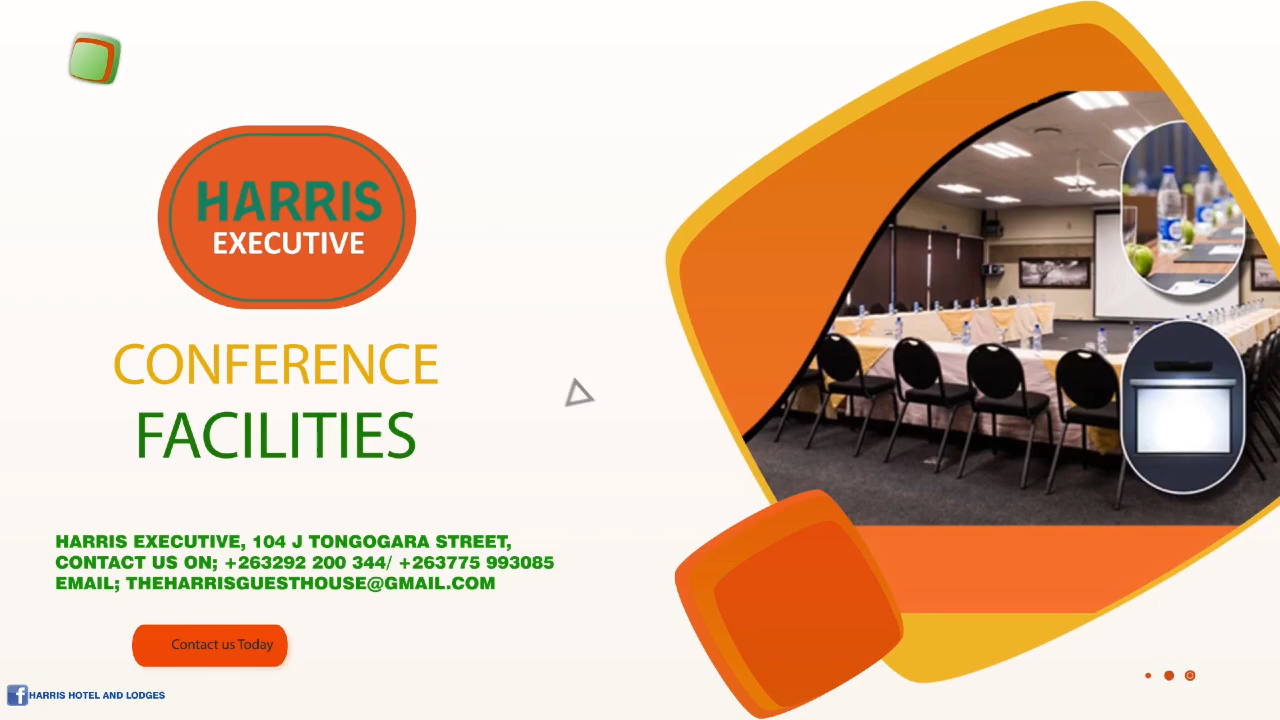 HARRIS
EXECUTIVE
CONFERENCE
FACILITIES
HARRIS EXECUTIVE, 104 J TONGOGARA STREET,
CONTACT US ON; +263292 200 344/ +263775 993085
EMAIL; THEHARRISGUESTHOUSE@GMAIL.COM
Contact us Today
f HARRIS HOTEL AND LODGES